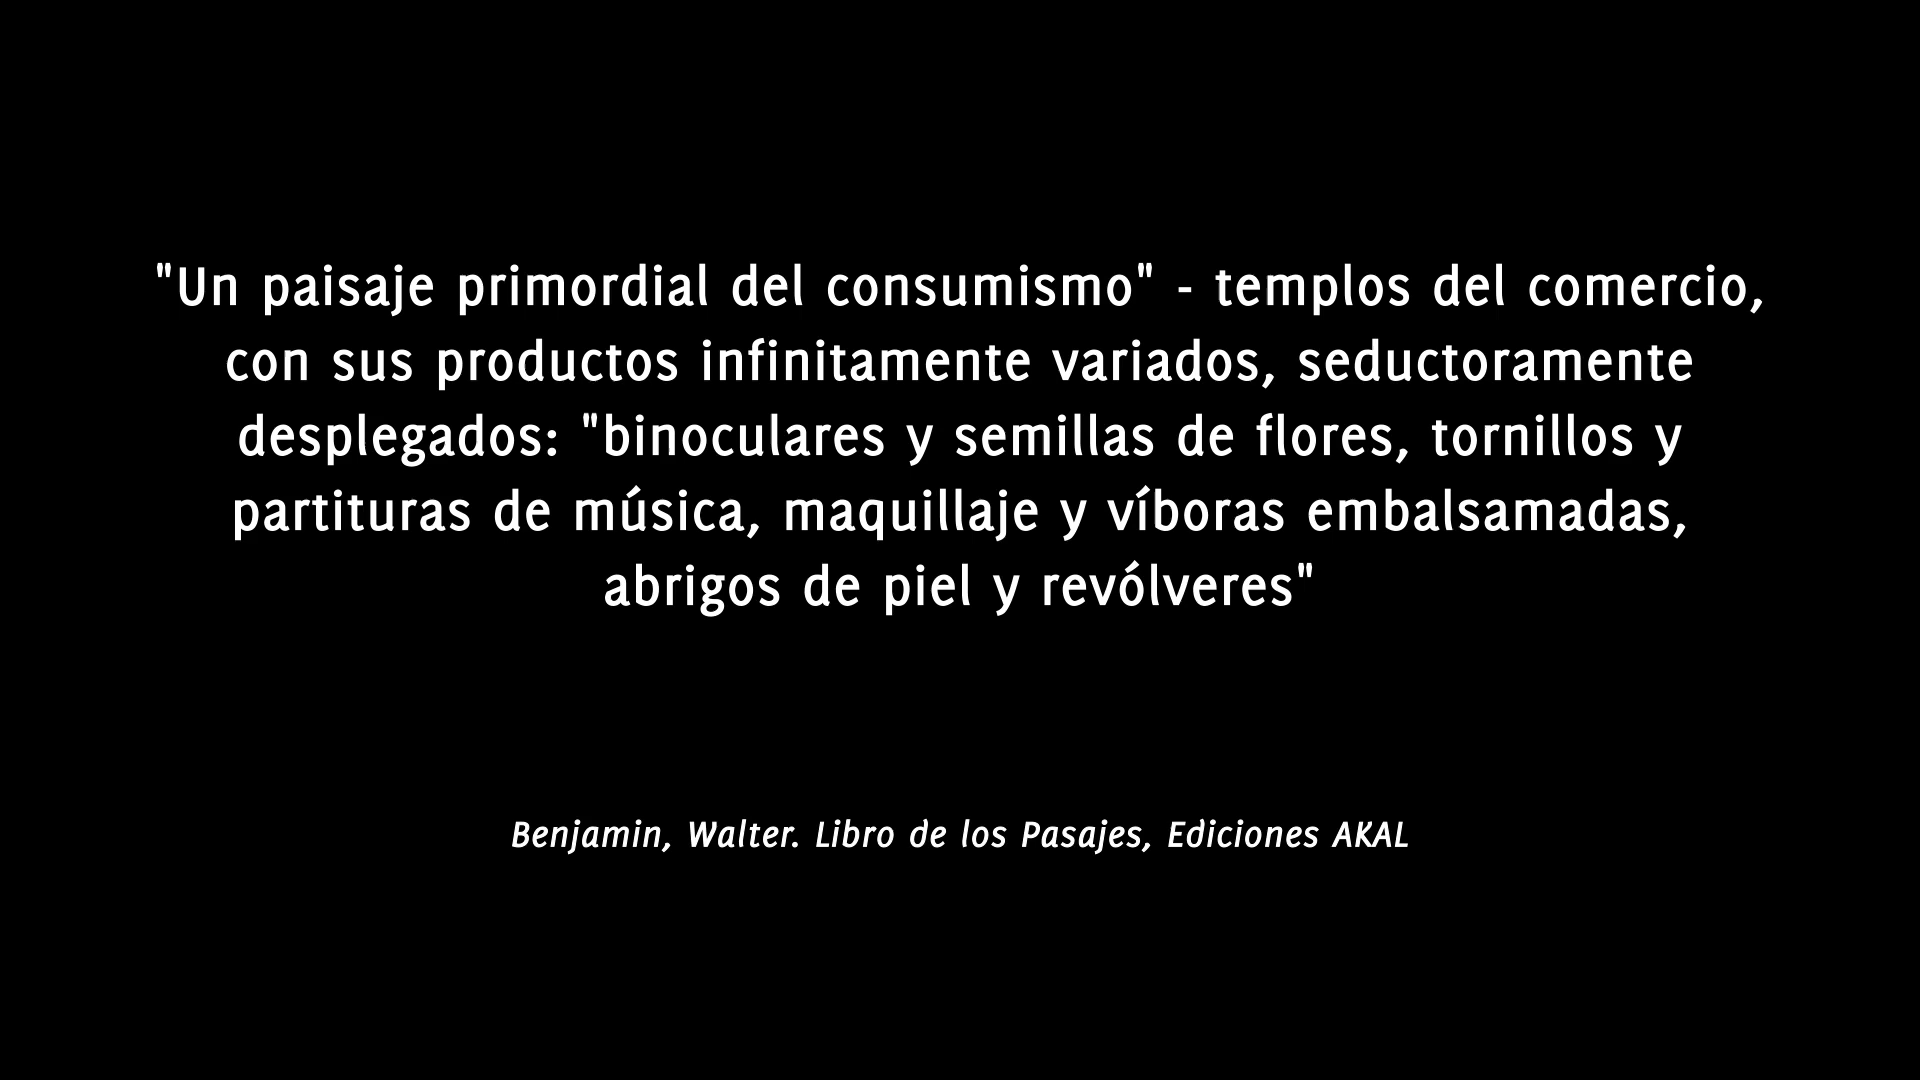 "Un paisaje primordial del consumismo" - templos del comercio,
con sus productos infinitamente variados, seductoramente
desplegados: "binoculares y semillas de flores, tornillos y
partituras de música, maquillaje y víboras embalsamadas,
abrigos de piel y revólveres"
Benjamin, Walter. Libro de los Pasajes, Ediciones AKAL